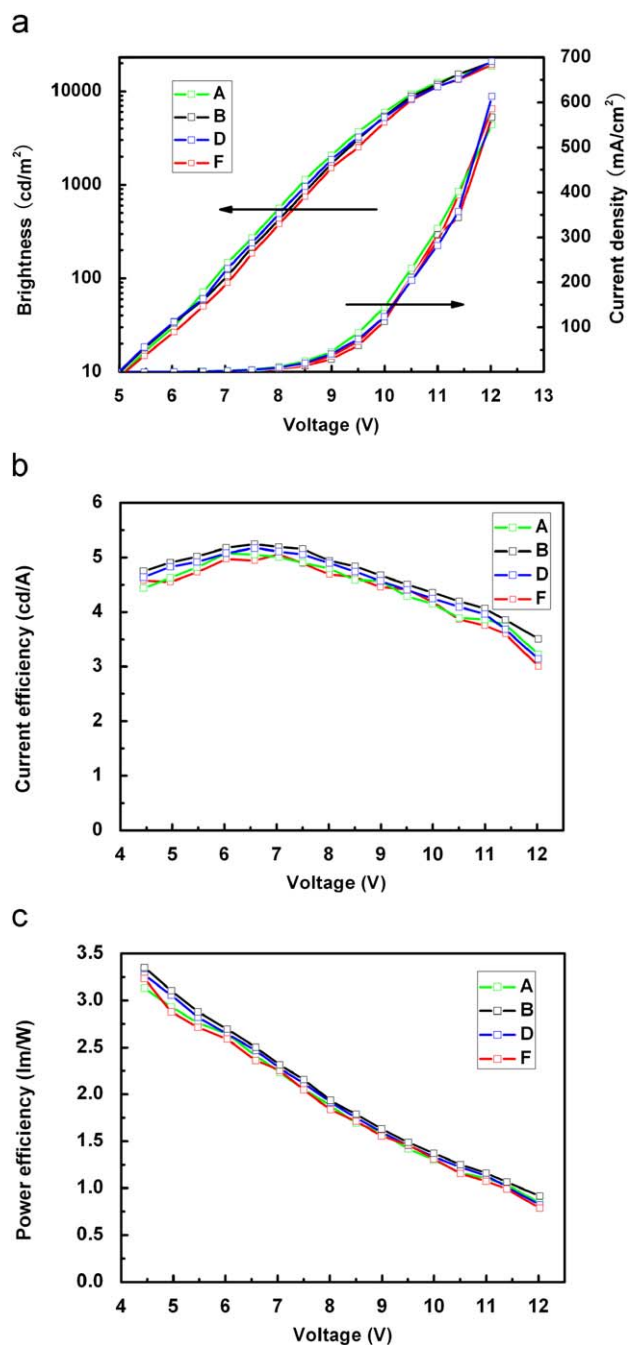 a
A
B
D
F
Brightness (cd/m²)
10000
1000
100
10
Current density (mA/cm²)
700
600
500
400
300
200
100
5 6 7 8 9 10 11 12 13
Voltage (V)
b
A
B
D
F
Current efficiency (cd/A)
6
5
4
3
2
1
0
4 5 6 7 8 9 10 11 12
Voltage (V)
c
A
B
D
F
Power efficiency (lm/W)
3.5
3.0
2.5
2.0
1.5
1.0
0.5
0.0
4 5 6 7 8 9 10 11 12
Voltage (V)